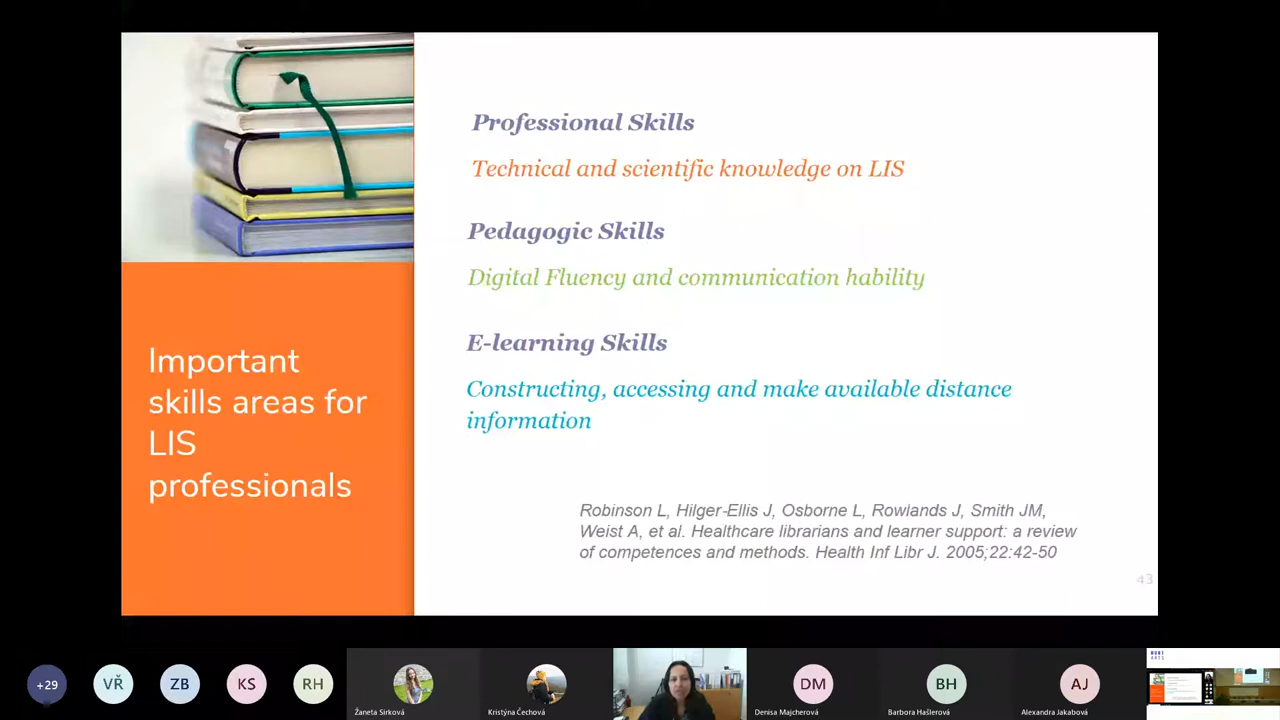 Professional Skills
Technical and scientific knowledge on LIS
Pedagogic Skills
Digital Fluency and communication hability
E-learning Skills
Constructing, accessing and make available distance
information
Important
skills areas for
LIS
professionals
Robinson L, Hilger-Ellis J, Osborne L, Rowlands J, Smith JM,
Weist A, et al. Healthcare librarians and learner support: a review
of competences and methods. Health Inf Libr J. 2005;22:42-50
43
+29
VŘ
ZB
KS
RH
Žaneta Sirková
Kristýna Čechová
DM
Denisa Majcherová
BH
Barbora Hašlerová
AJ
Alexandra Jakabová
MUNI
ARTS